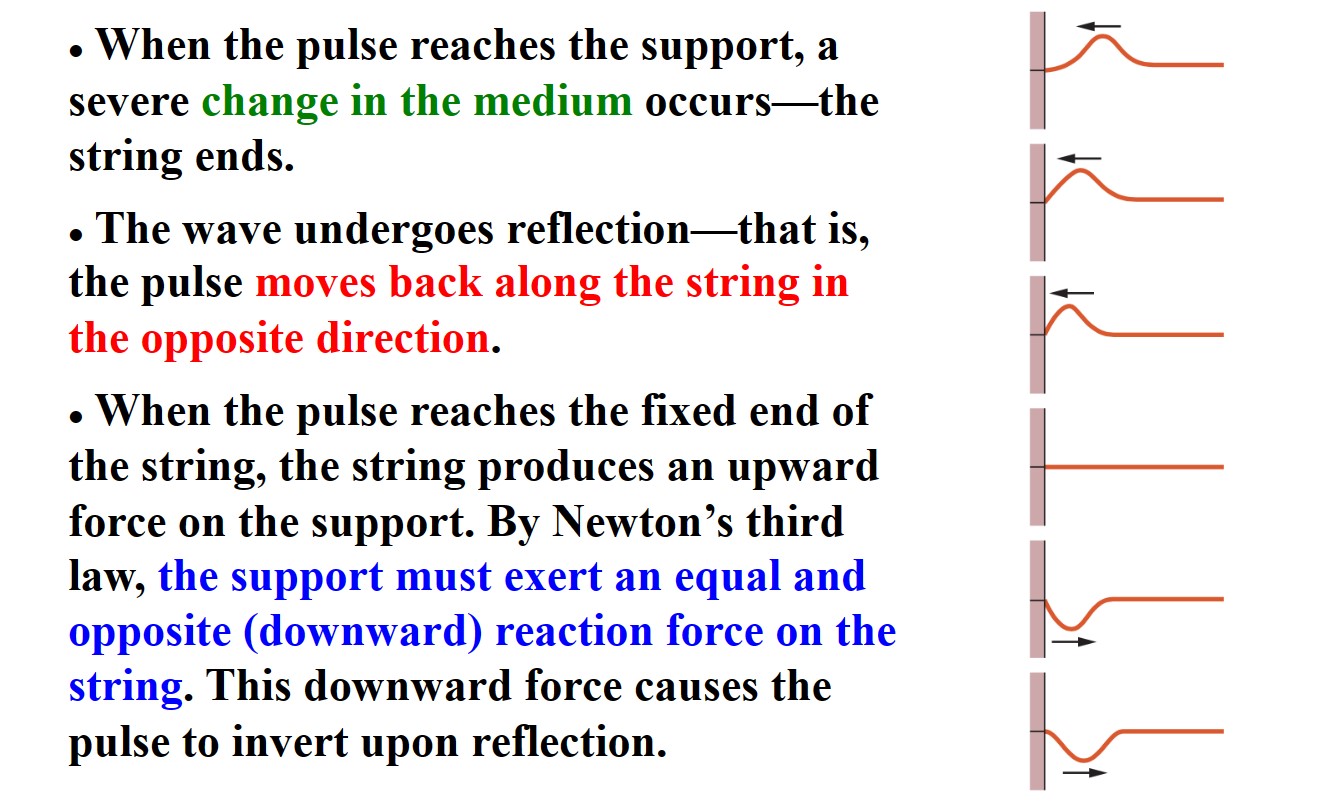 • When the pulse reaches the support, a
severe change in the medium occurs—the
string ends.
• The wave undergoes reflection—that is,
the pulse moves back along the string in
the opposite direction.
• When the pulse reaches the fixed end of
the string, the string produces an upward
force on the support. By Newton’s third
law, the support must exert an equal and
opposite (downward) reaction force on the
string. This downward force causes the
pulse to invert upon reflection.